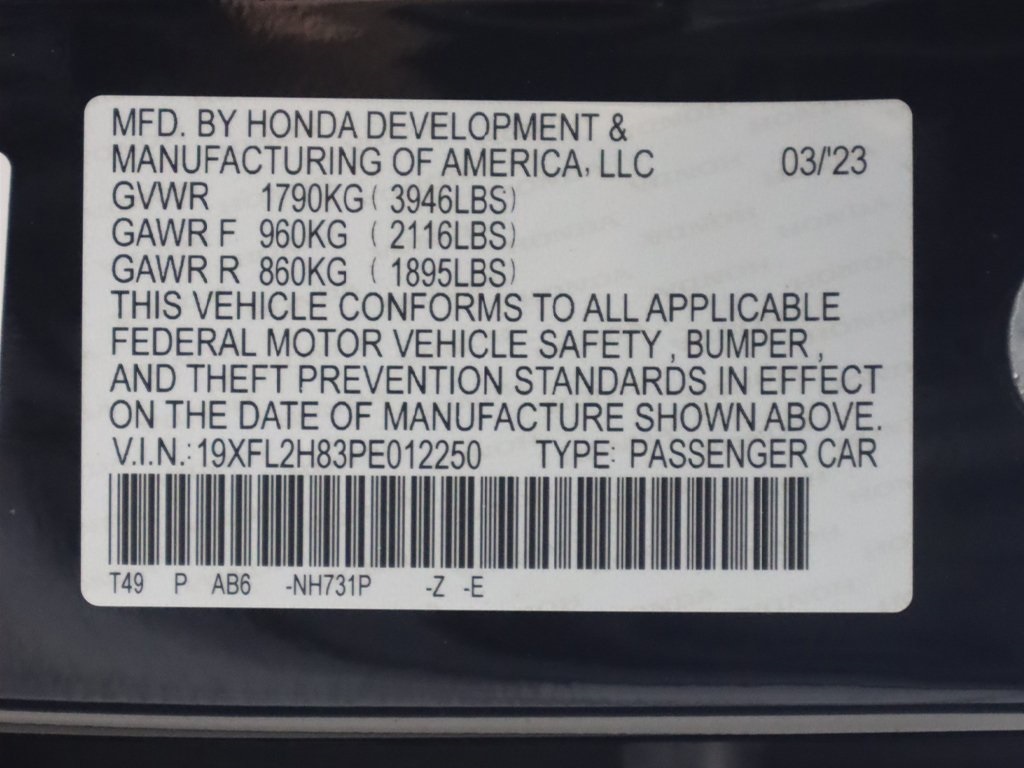 MFD. BY HONDA DEVELOPMENT &
MANUFACTURING OF AMERICA, LLC 03/'23
GVWR 1790KG ( 3946LBS)
GAWR F 960KG ( 2116LBS)
GAWR R 860KG ( 1895LBS)
THIS VEHICLE CONFORMS TO ALL APPLICABLE
FEDERAL MOTOR VEHICLE SAFETY , BUMPER ,
AND THEFT PREVENTION STANDARDS IN EFFECT
ON THE DATE OF MANUFACTURE SHOWN ABOVE.
V.I.N.: 19XFL2H83PE012250 TYPE: PASSENGER CAR
T49 P AB6 -NH731P -Z -E